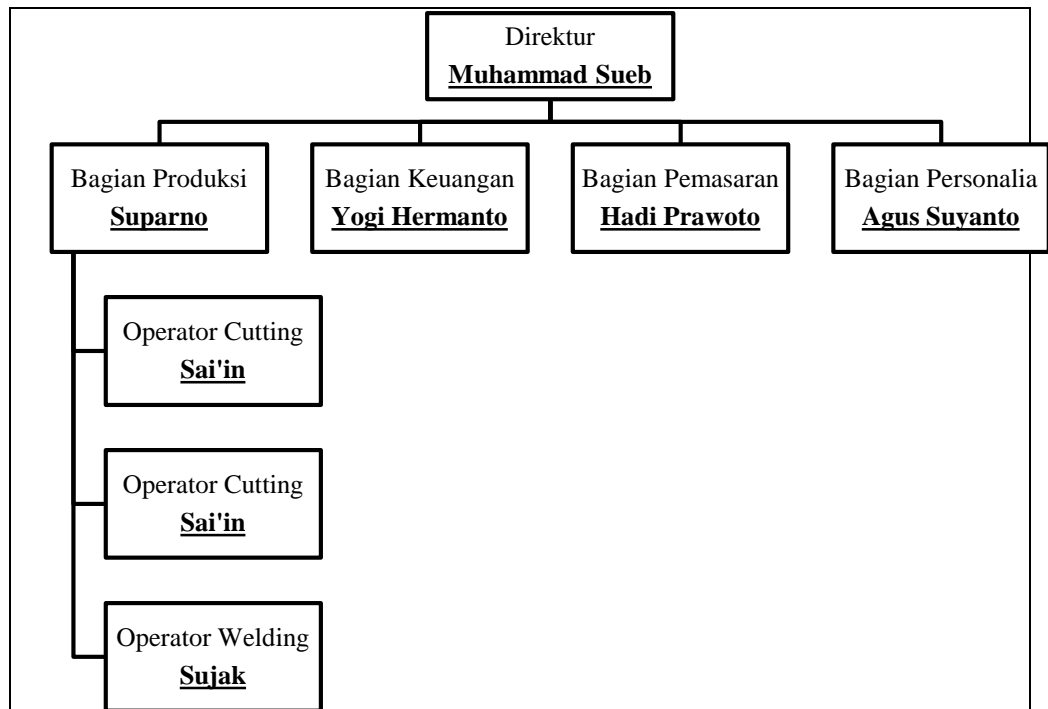 Direktur
Muhammad Sueb
Bagian Produksi
Suparno
Bagian Keuangan
Yogi Hermanto
Bagian Pemasaran
Hadi Prawoto
Bagian Personalia
Agus Suyanto
Operator Cutting
Sai'in
Operator Cutting
Sai'in
Operator Welding
Sujak